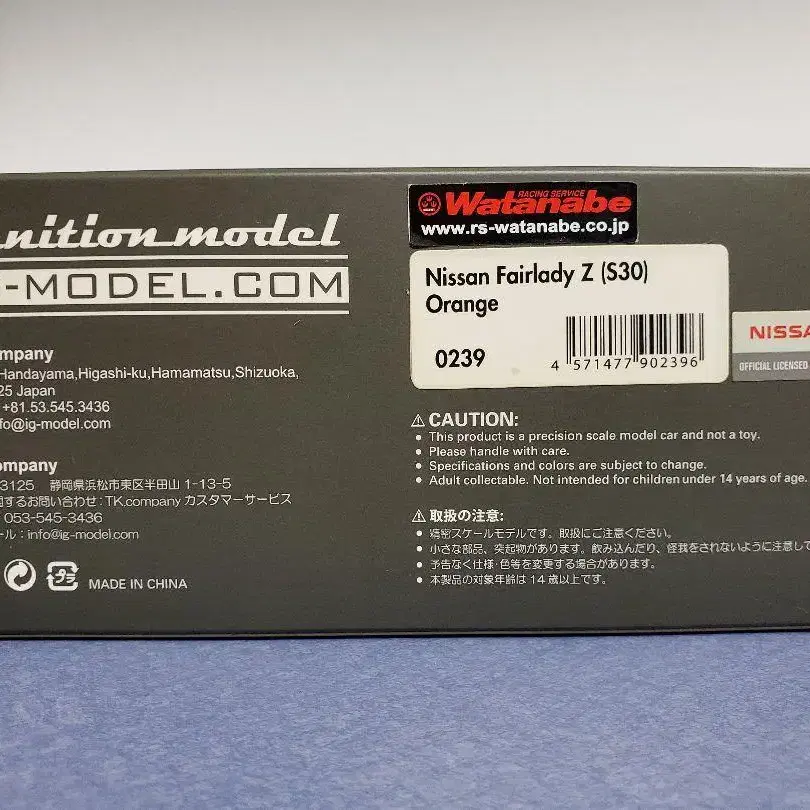 nition model
G-MODEL.COM
ompany
Handayama,Higashi-ku,Hamamatsu,Shizuoka,
25 Japan
+81.53.545.3436
fo@ig-model.com
ompany
3125 静岡県浜松市東区半田山 1-13-5
関するお問い合わせ：TK.company カスタマーサービス
053-545-3436
ール：info@ig-model.com
プラ
MADE IN CHINA
RACING SERVICE
Watanabe
www.rs-watanabe.co.jp
Nissan Fairlady Z (S30)
Orange
0239
4 571477 902396
NISSA
OFFICIAL LICENSED
CAUTION:
• This product is a precision scale model car and not a toy.
• Please handle with care.
• Specifications and colors are subject to change.
• Adult collectable. Not intended for children under 14 years of age.
取扱の注意:
• 精密スケールモデルです。取扱にご注意ください。
• 小さな部品、突起物があります。飲み込んだり、怪我をされないように注意して
• 予告なく仕様・色等を変更する場合があります。
• 本製品の対象年齢は14歳以上です。